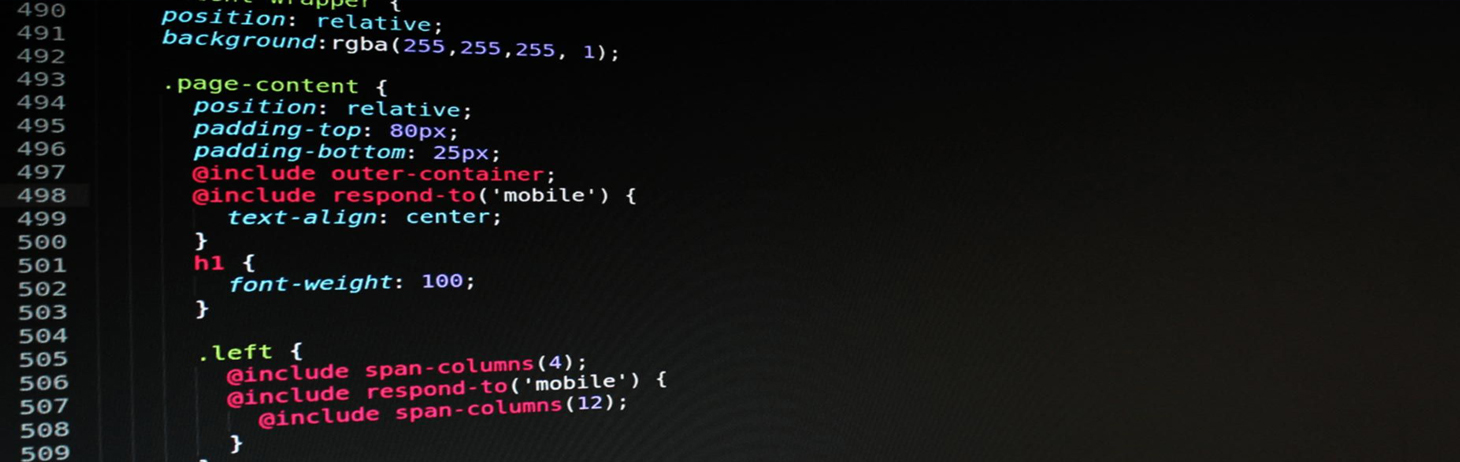 wrapper {
490 position: relative;
491 background:rgba(255,255,255, 1);
492
493 .page-content {
494 position: relative;
495 padding-top: 80px;
496 padding-bottom: 25px;
497 @include outer-container;
498 @include respond-to('mobile') {
499 text-align: center;
500 }
501 h1 {
502 font-weight: 100;
503 }
504
505 .left {
506 @include span-columns(4);
507 @include respond-to('mobile') {
508 @include span-columns(12);
509 }